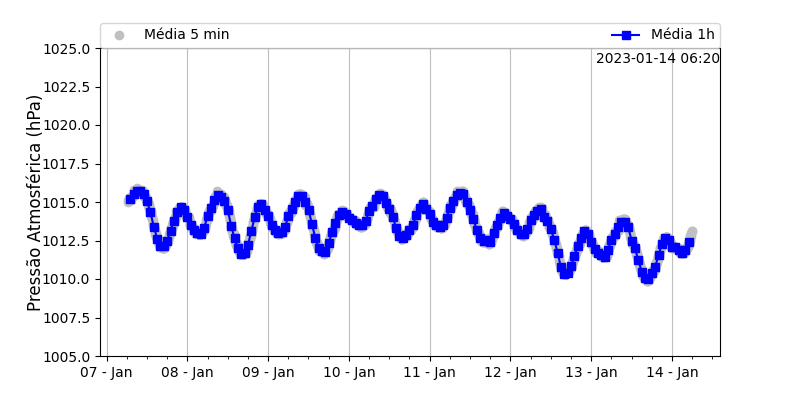 Média 5 min
Média 1h
2023-01-14 06:20
Pressão Atmosférica (hPa)
1025.0
1022.5
1020.0
1017.5
1015.0
1012.5
1010.0
1007.5
1005.0
07 - Jan
08 - Jan
09 - Jan
10 - Jan
11 - Jan
12 - Jan
13 - Jan
14 - Jan